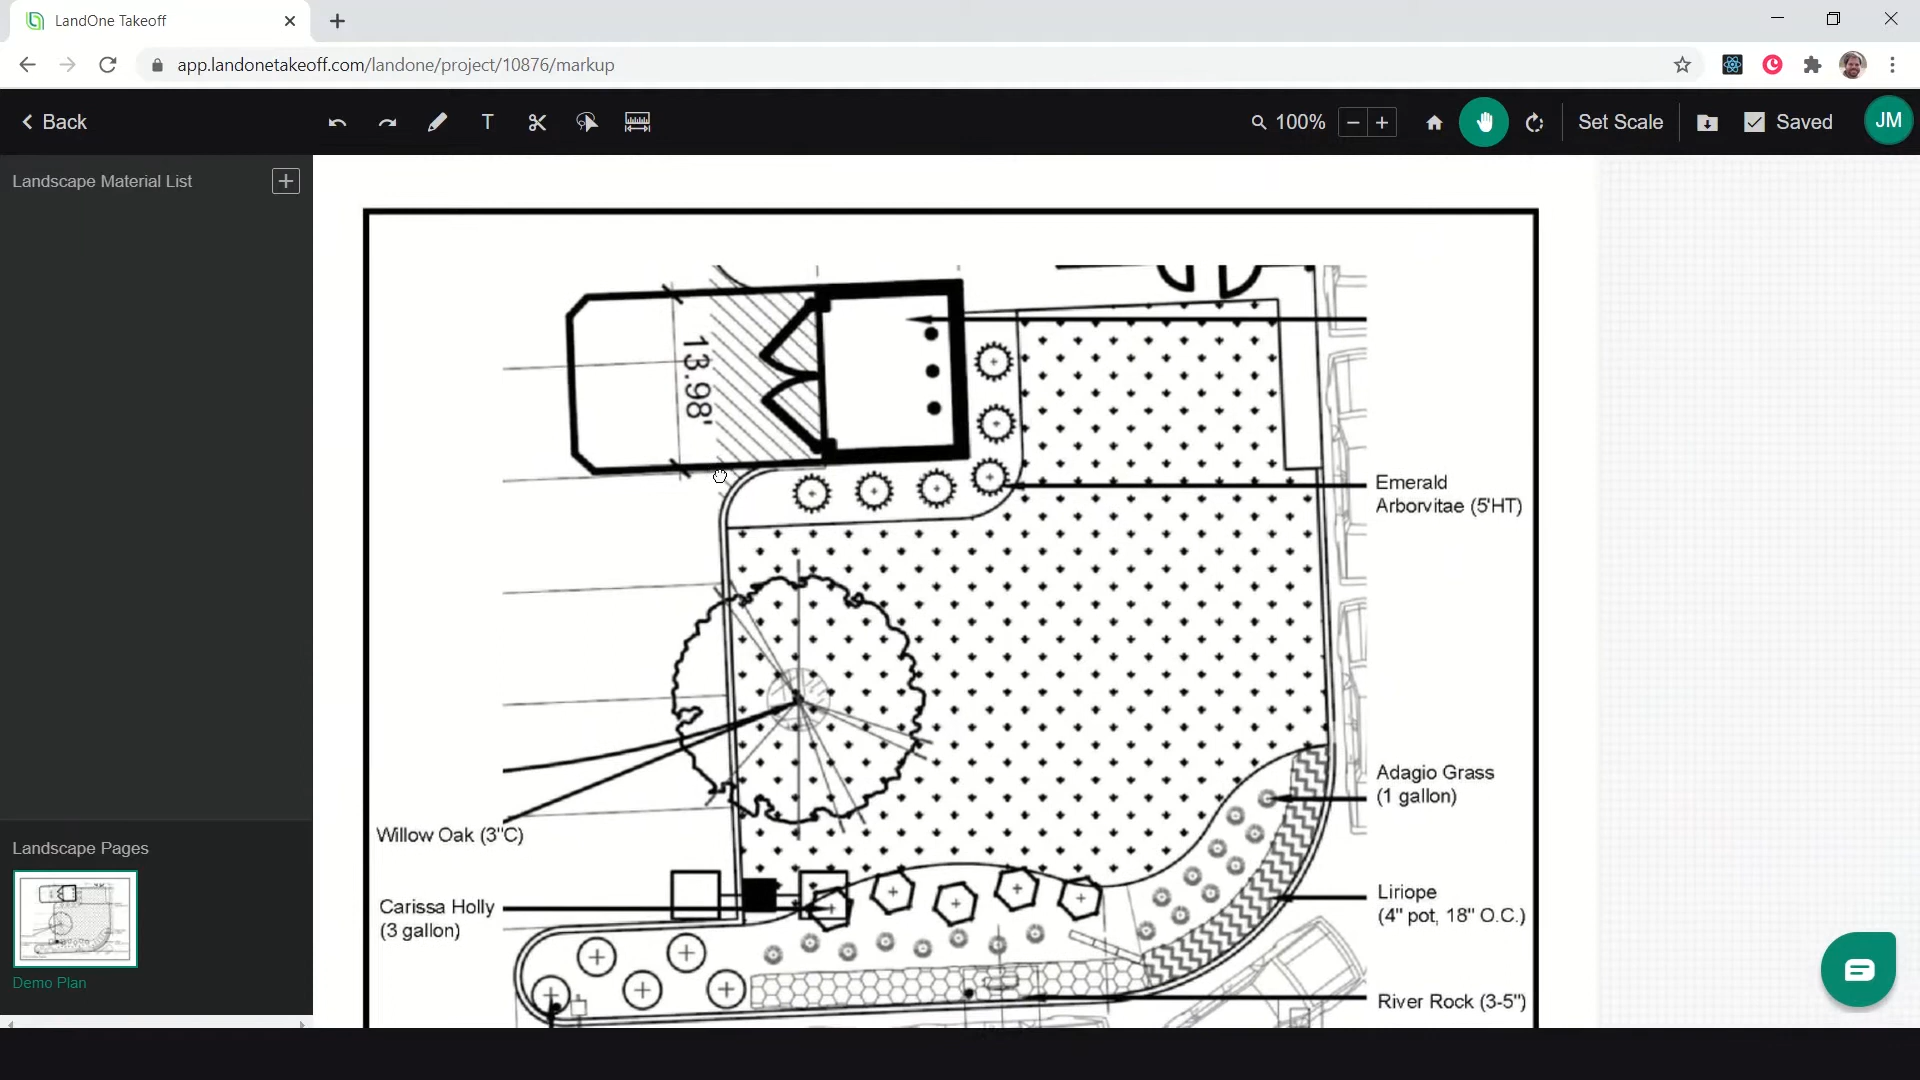 LandOne Takeoff
app.landonetakeoff.com/landone/project/10876/markup
Back
T
100%
Set Scale
Saved
JM
Landscape Material List
13.98'
Emerald
Arborvitae (5'HT)
Adagio Grass
(1 gallon)
Willow Oak (3"C)
Carissa Holly
(3 gallon)
Liriope
(4" pot, 18" O.C.)
River Rock (3-5")
Landscape Pages
Demo Plan